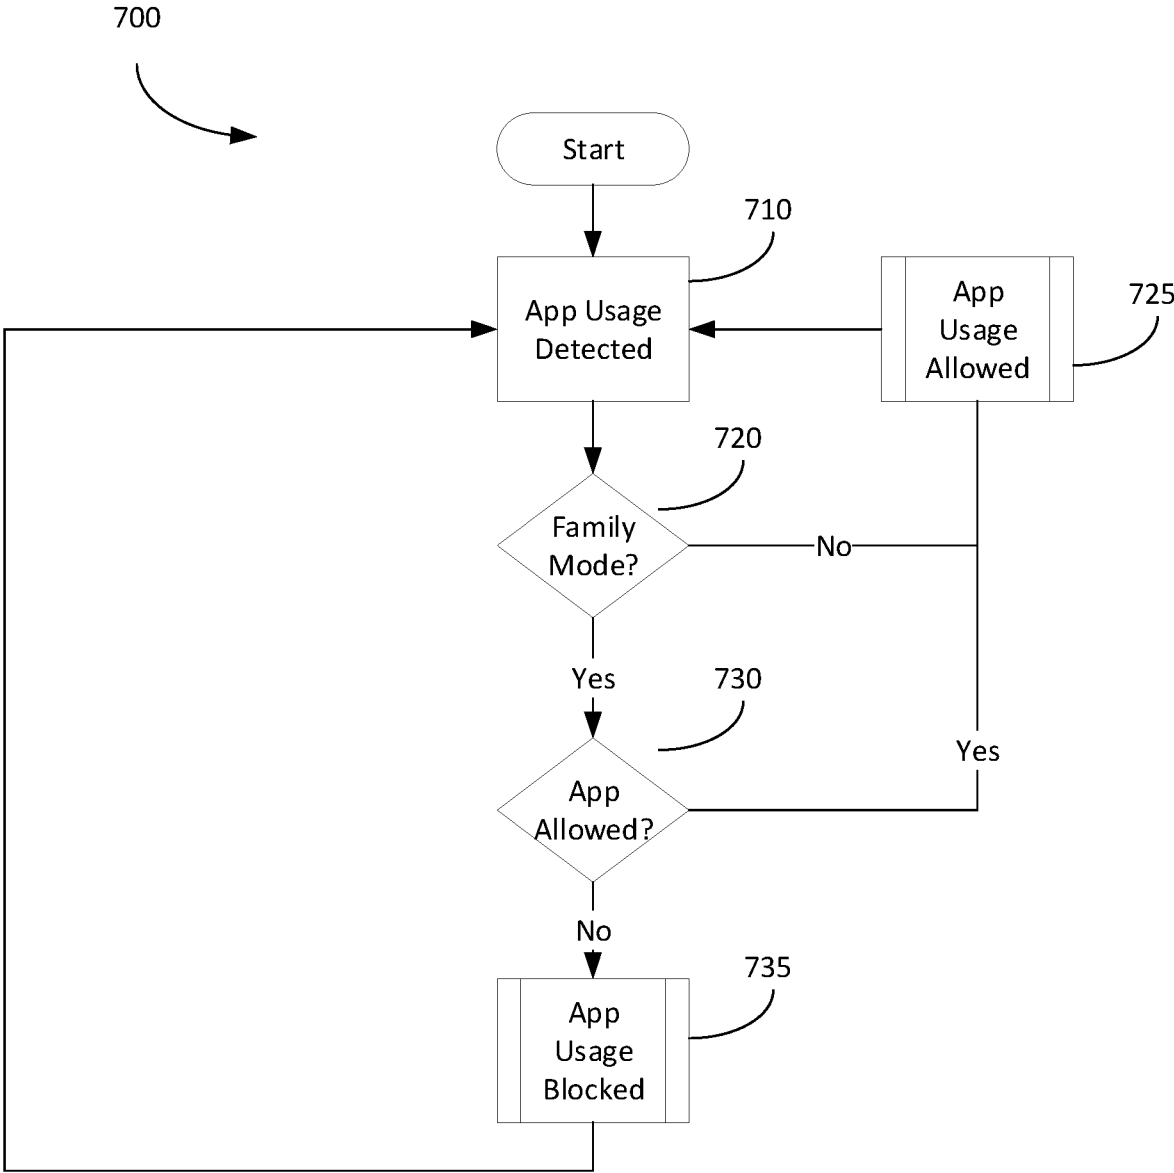 700
Start
710
App Usage
Detected
App
Usage
Allowed
725
720
Family
Mode?
No
Yes
730
Yes
App
Allowed?
No
735
App
Usage
Blocked